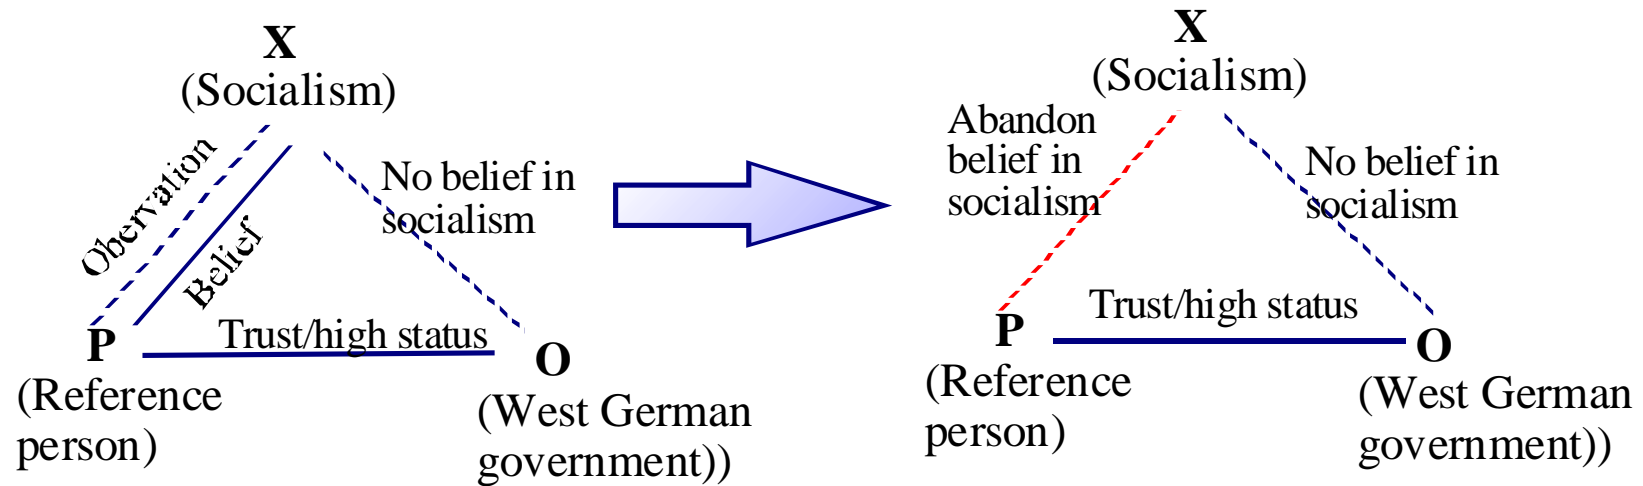 X
(Socialism)
Obervation
Belief
No belief in
socialism
Trust/high status
P
(Reference
person)
O
(West German
government))
X
(Socialism)
Abandon
belief in
socialism
No belief in
socialism
Trust/high status
P
(Reference
person)
O
(West German
government))